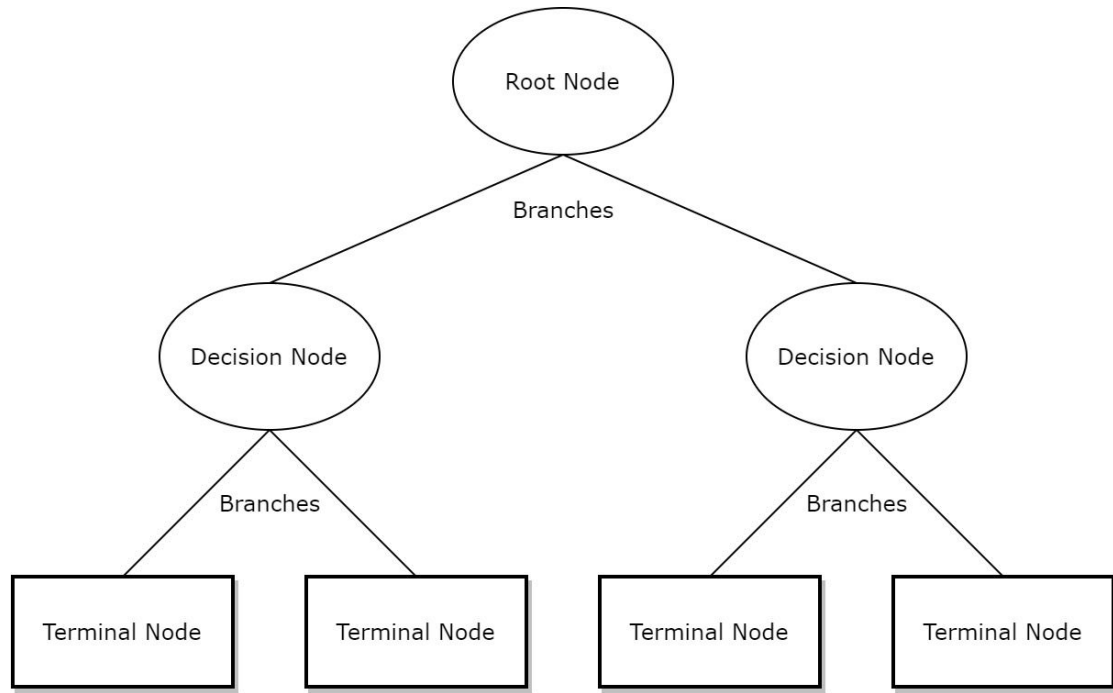 Root Node
Branches
Decision Node
Decision Node
Branches
Branches
Terminal Node
Terminal Node
Terminal Node
Terminal Node